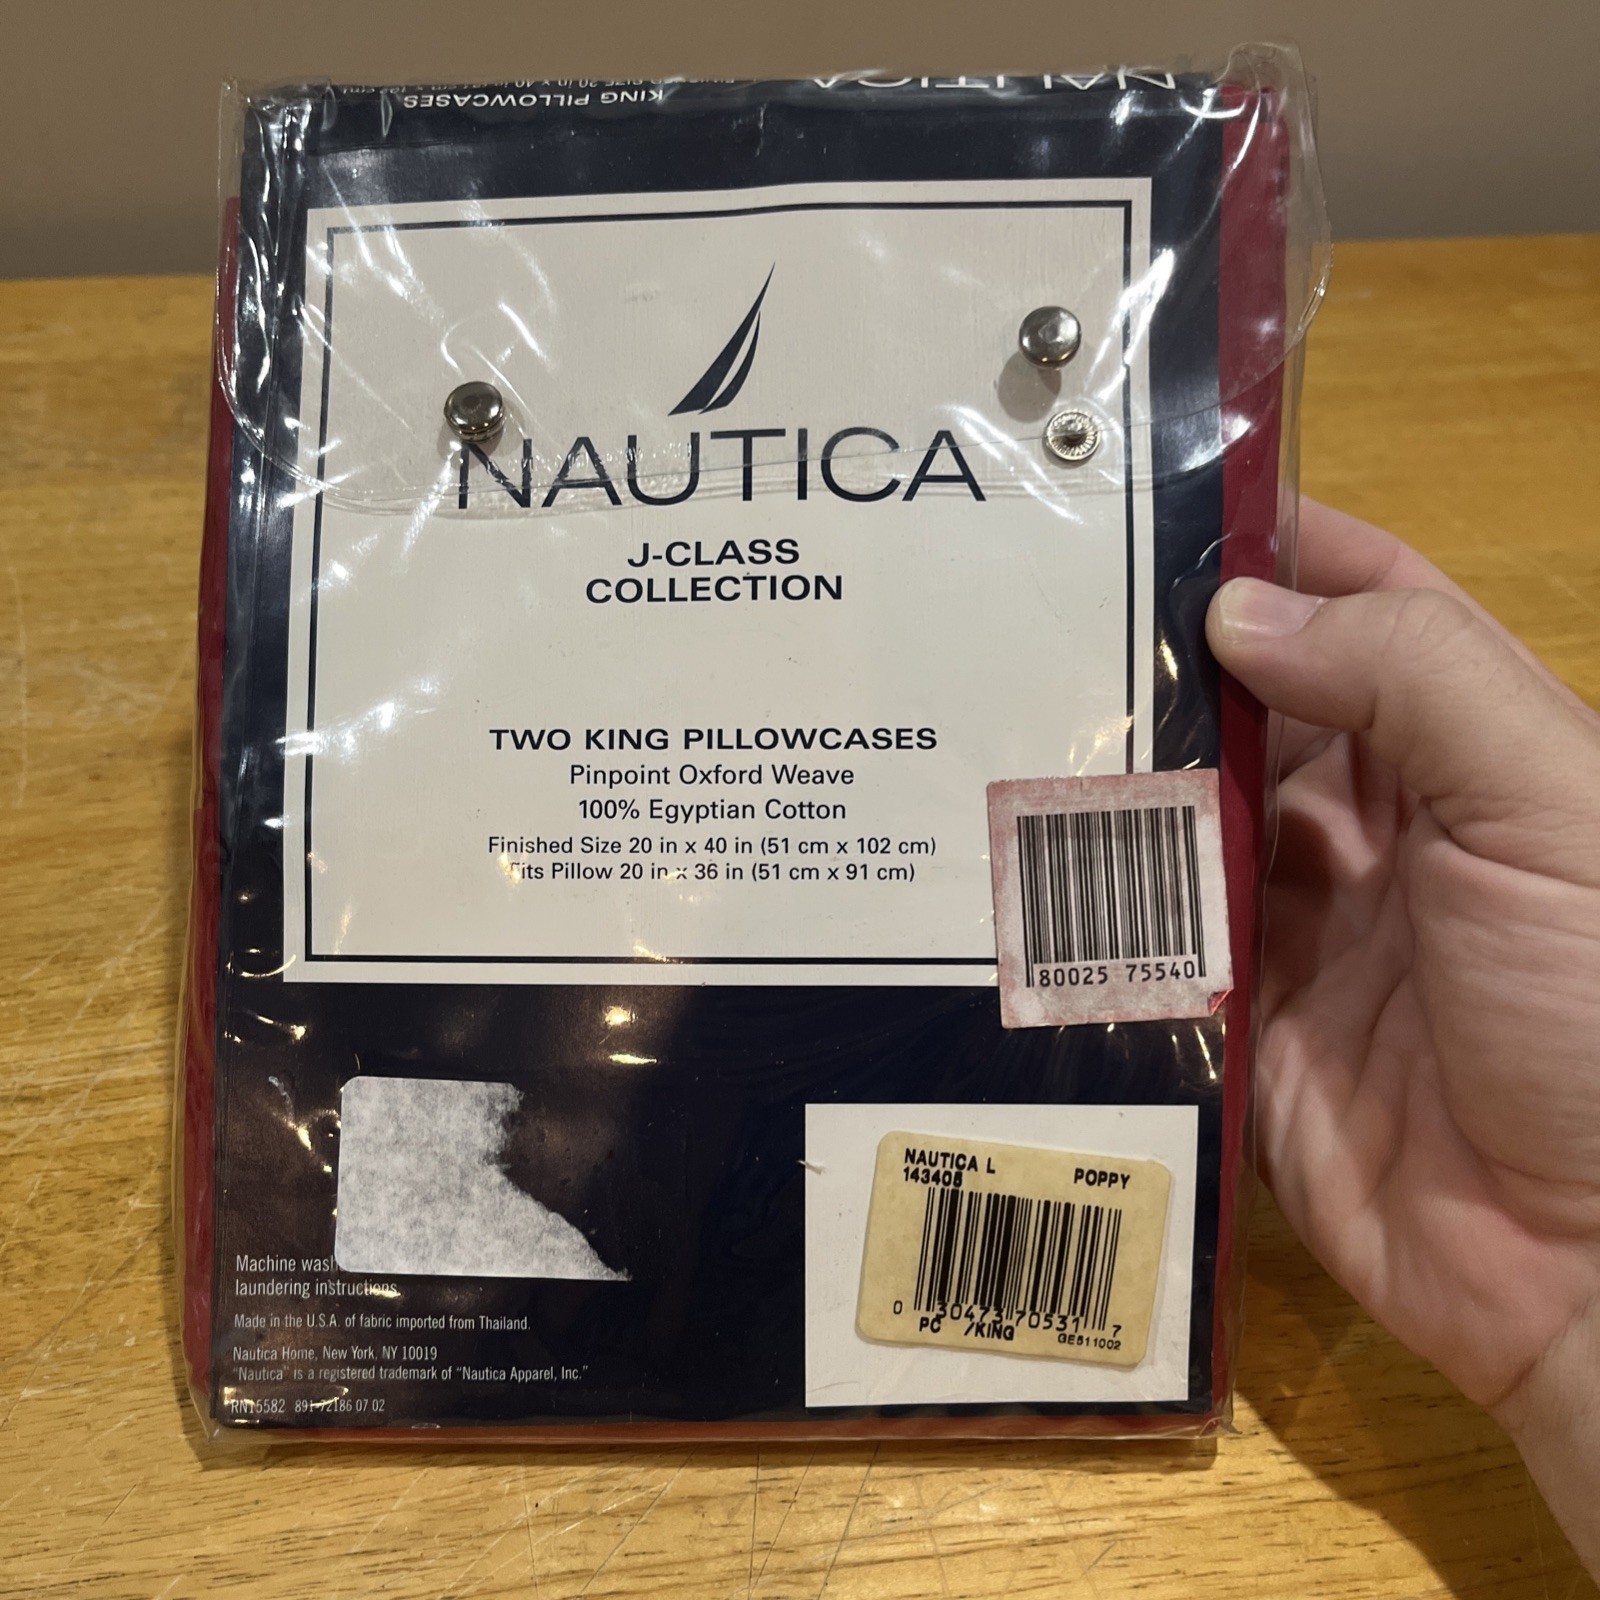 KING PILLOWCASES
NAUTICA
NAUTICA
J-CLASS
COLLECTION
TWO KING PILLOWCASES
Pinpoint Oxford Weave
100% Egyptian Cotton
Finished Size 20 in x 40 in (51 cm x 102 cm)
Fits Pillow 20 in x 36 in (51 cm x 91 cm)
80025 75540
NAUTICA L POPPY
143408
0 30473 70531 7
PC /KING GE511002
Machine wash
laundering instructions.
Made in the U.S.A. of fabric imported from Thailand.
Nautica Home, New York, NY 10019
"Nautica" is a registered trademark of "Nautica Apparel, Inc."
RN15582 891-72186 07 02